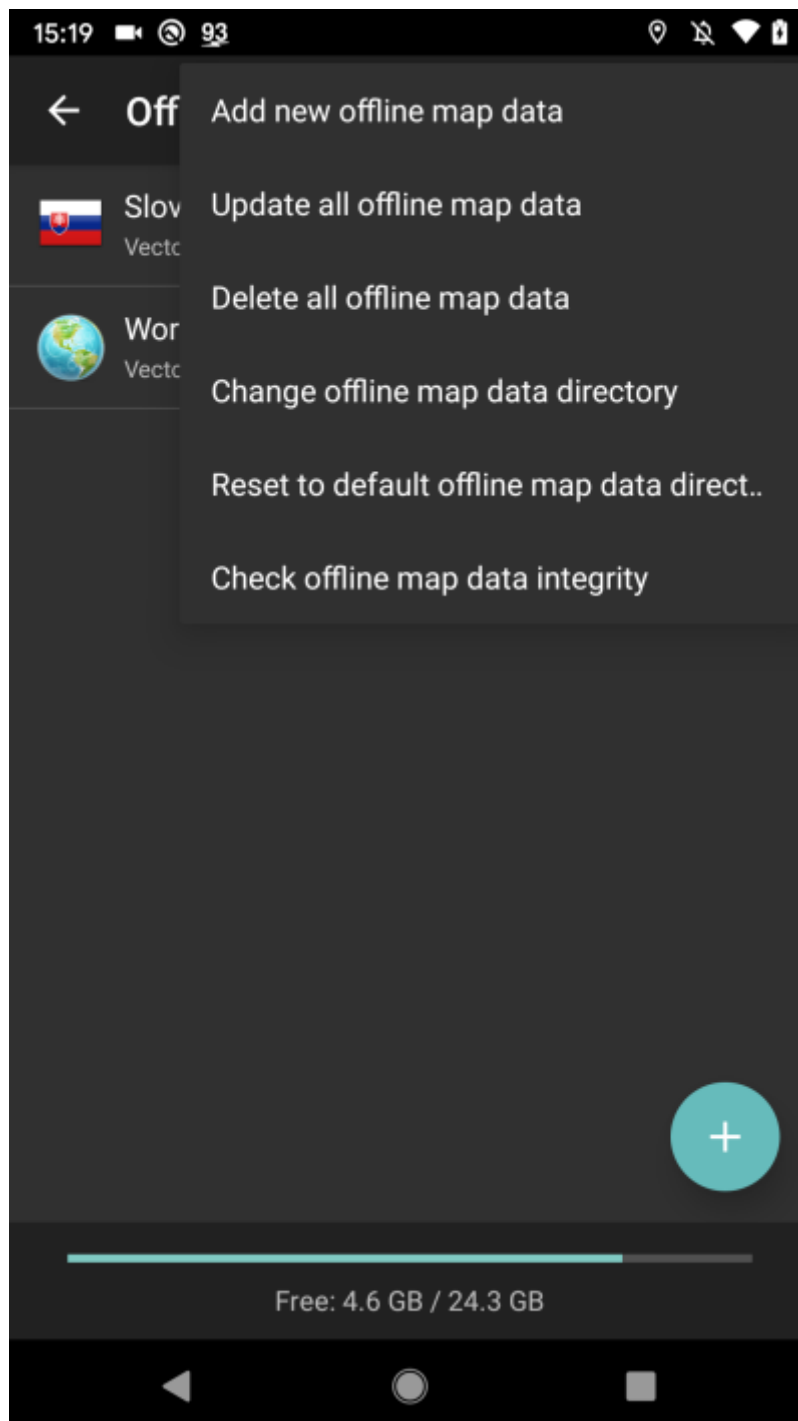 15:19 93
Off
Add new offline map data
Slov
Update all offline map data
Vecto
Delete all offline map data
Wor
Vecto
Change offline map data directory
Reset to default offline map data direct..
Check offline map data integrity
+
Free: 4.6 GB / 24.3 GB